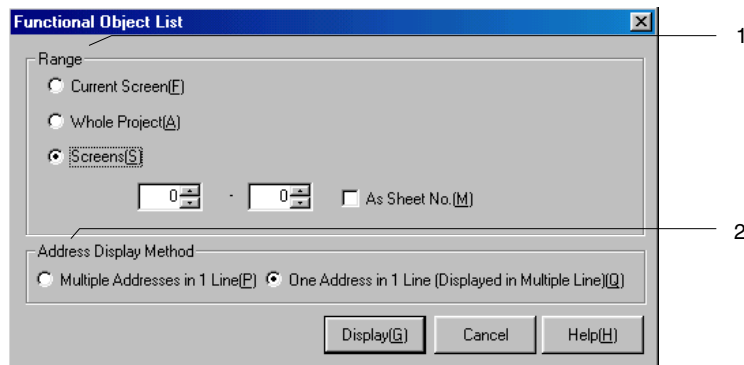 Functional Object List
1
Range
Current Screen(F)
Whole Project(A)
Screens(S)
0 - 0 As Sheet No.(M)
2
Address Display Method
Multiple Addresses in 1 Line(P) One Address in 1 Line (Displayed in Multiple Line)(Q)
Display(G) Cancel Help(H)